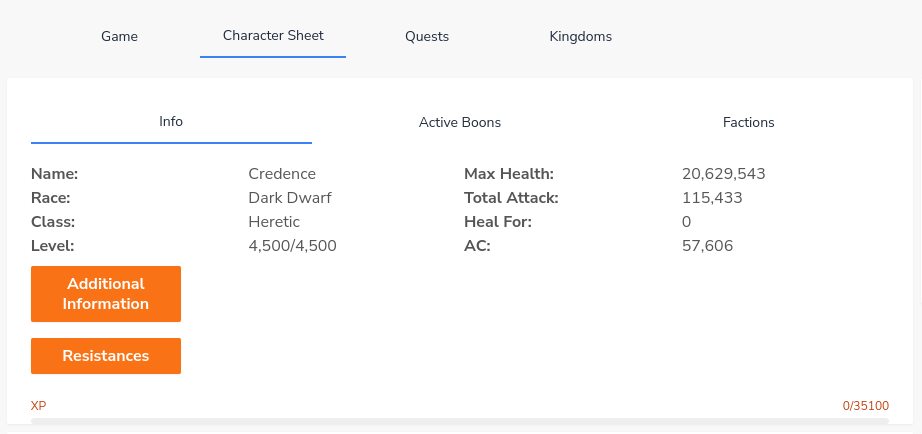 Game Character Sheet Quests Kingdoms
Info Active Boons Factions
Name: Credence Max Health: 20,629,543
Race: Dark Dwarf Total Attack: 115,433
Class: Heretic Heal For: 0
Level: 4,500/4,500 AC: 57,606
Additional
Information
Resistances
XP 0/35100